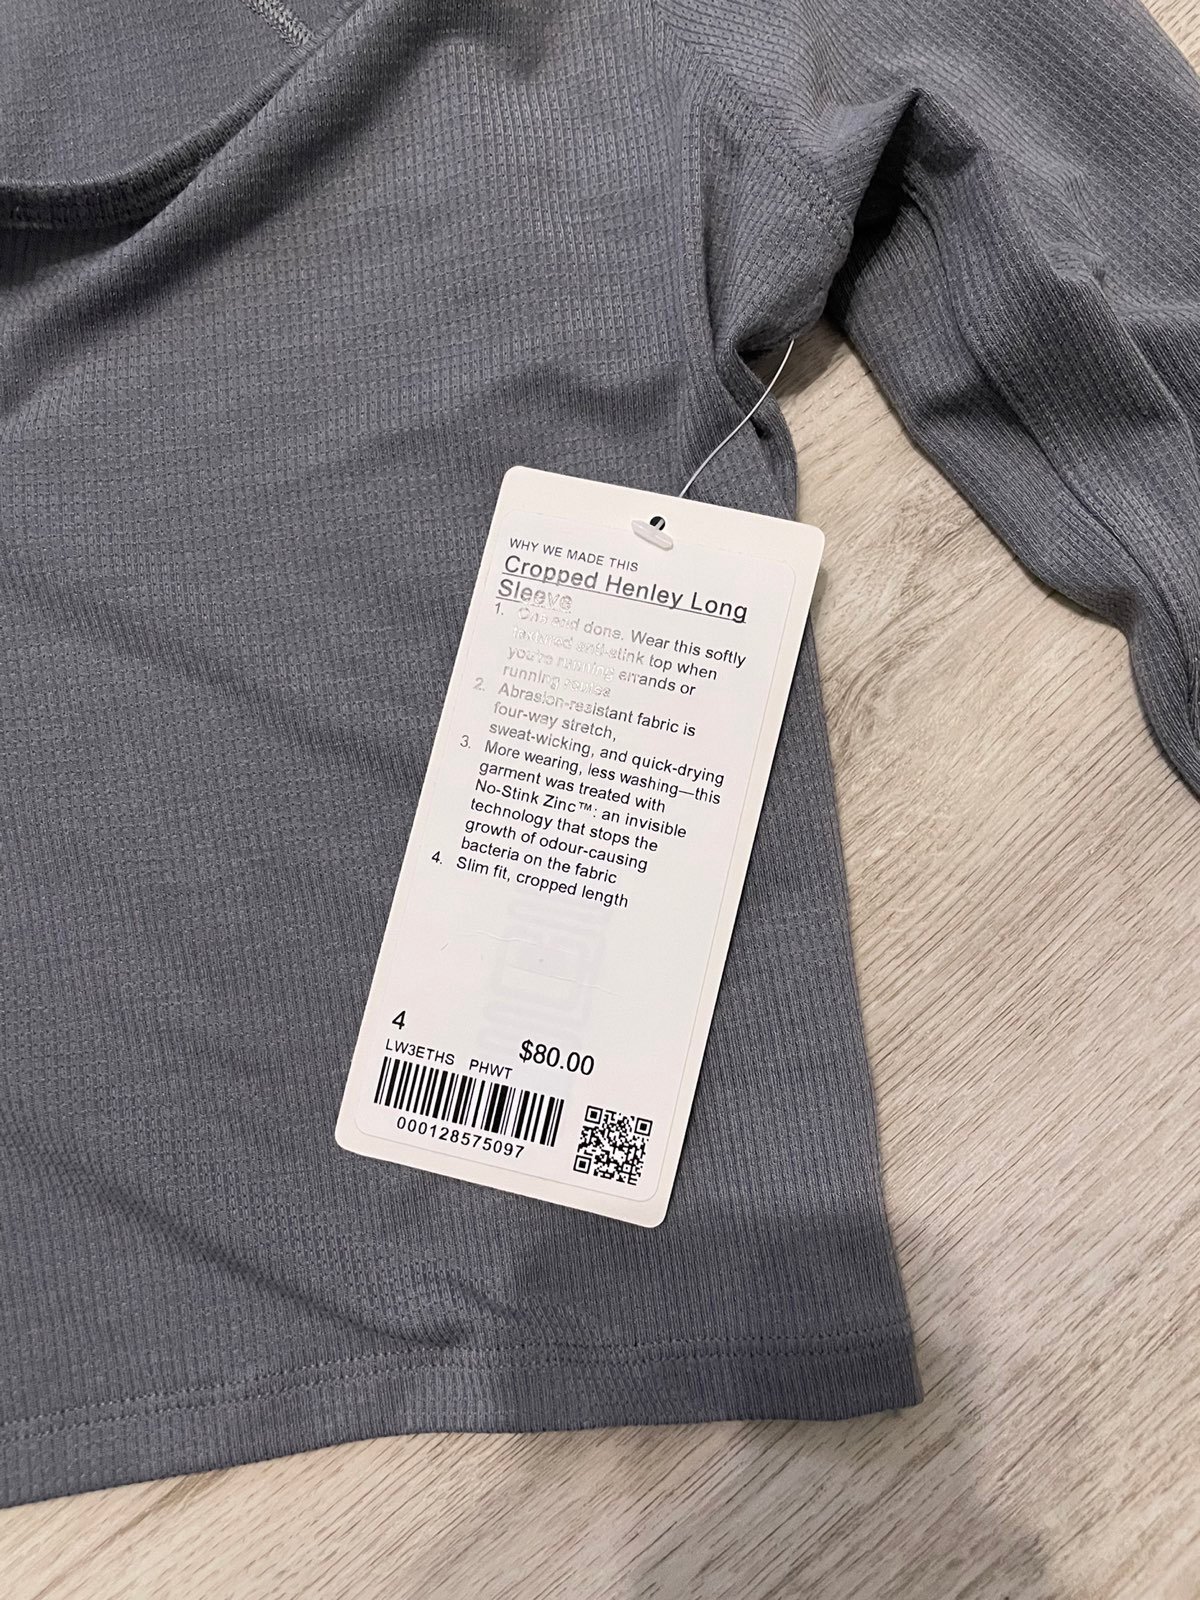 WHY WE MADE THIS
Cropped Henley Long
Sleeve
1. One and done. Wear this softly
textured anti-stink top when
you're running errands or
running routes
2. Abrasion-resistant fabric is
four-way stretch,
sweat-wicking, and quick-drying
3. More wearing, less washing—this
garment was treated with
No-Stink Zinc™: an invisible
technology that stops the
growth of odour-causing
bacteria on the fabric
4. Slim fit, cropped length
4
LW3ETHS PHWT $80.00
000128575097